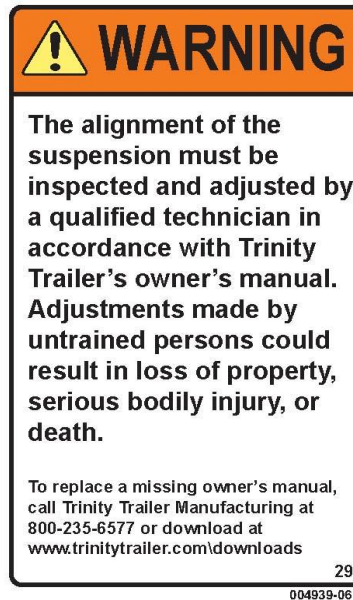 WARNING
The alignment of the
suspension must be
inspected and adjusted by
a qualified technician in
accordance with Trinity
Trailer's owner's manual.
Adjustments made by
untrained persons could
result in loss of property,
serious bodily injury, or
death.
To replace a missing owner's manual,
call Trinity Trailer Manufacturing at
800-235-6577 or download at
www.trinitytrailer.com\downloads
29
004939-06